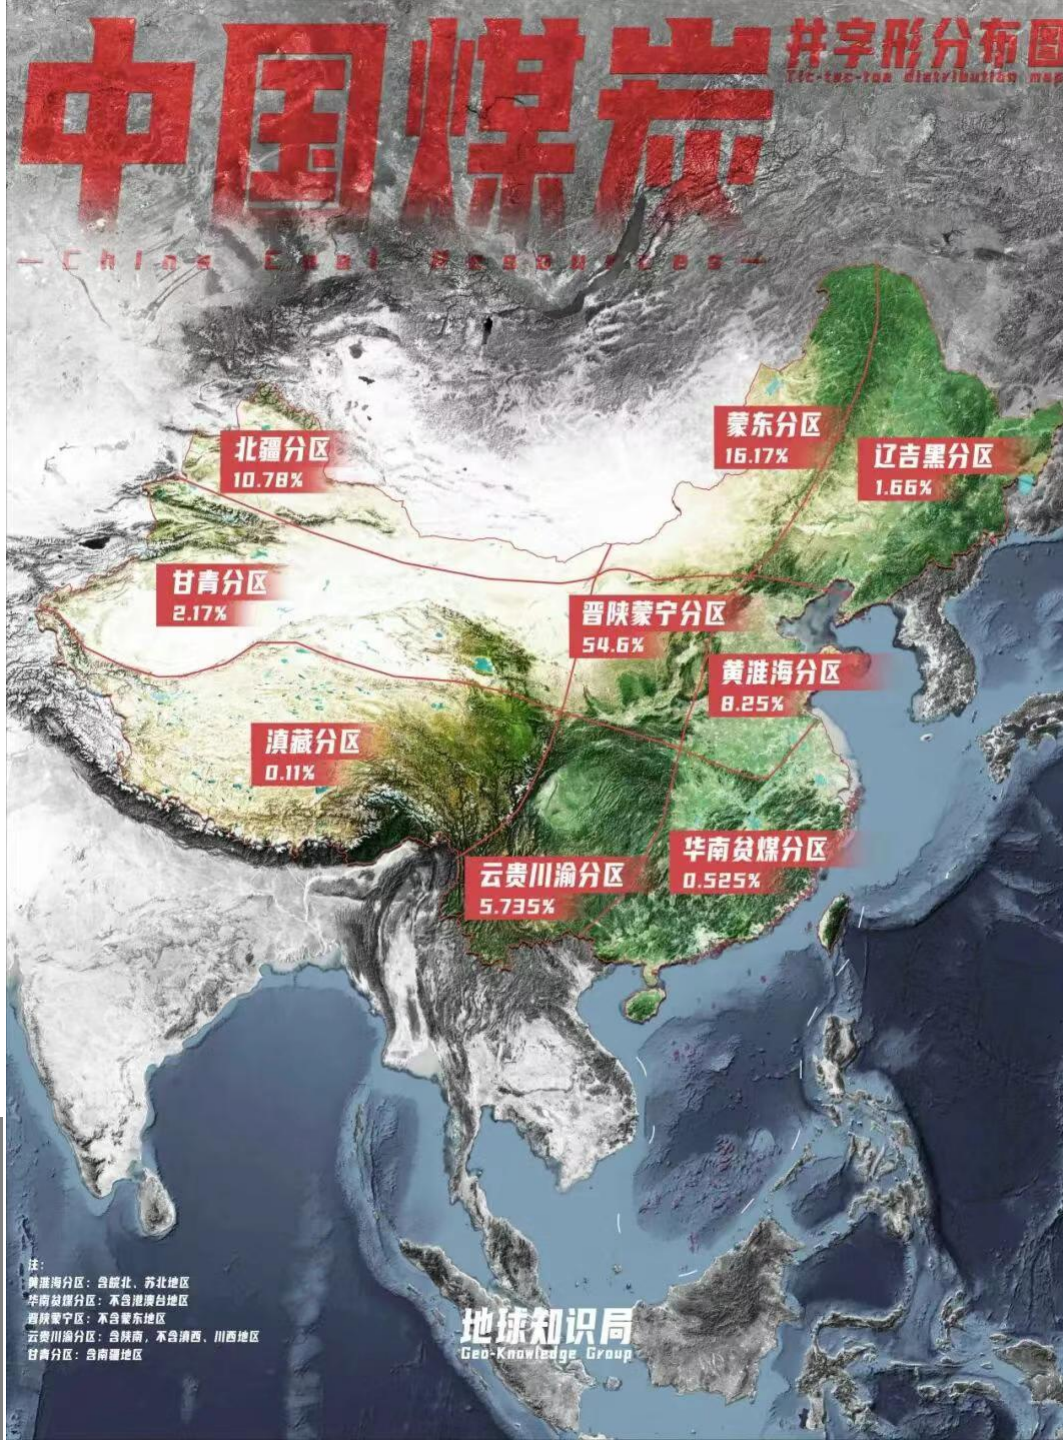 中国煤炭
井字形分布图
Tic-tac-toe distribution map
—China Coal Resources—
北疆分区
10.78%
蒙东分区
16.17%
辽吉黑分区
1.66%
甘青分区
2.17%
晋陕蒙宁分区
54.6%
黄淮海分区
8.25%
滇藏分区
0.11%
华南贫煤分区
0.525%
云贵川渝分区
5.735%
注：
黄淮海分区：含皖北、苏北地区
华南贫煤分区：不含港澳台地区
晋陕蒙宁区：不含蒙东地区
云贵川渝分区：含陕南，不含滇西、川西地区
甘青分区：含南疆地区
地球知识局
Geo-Knowledge Group